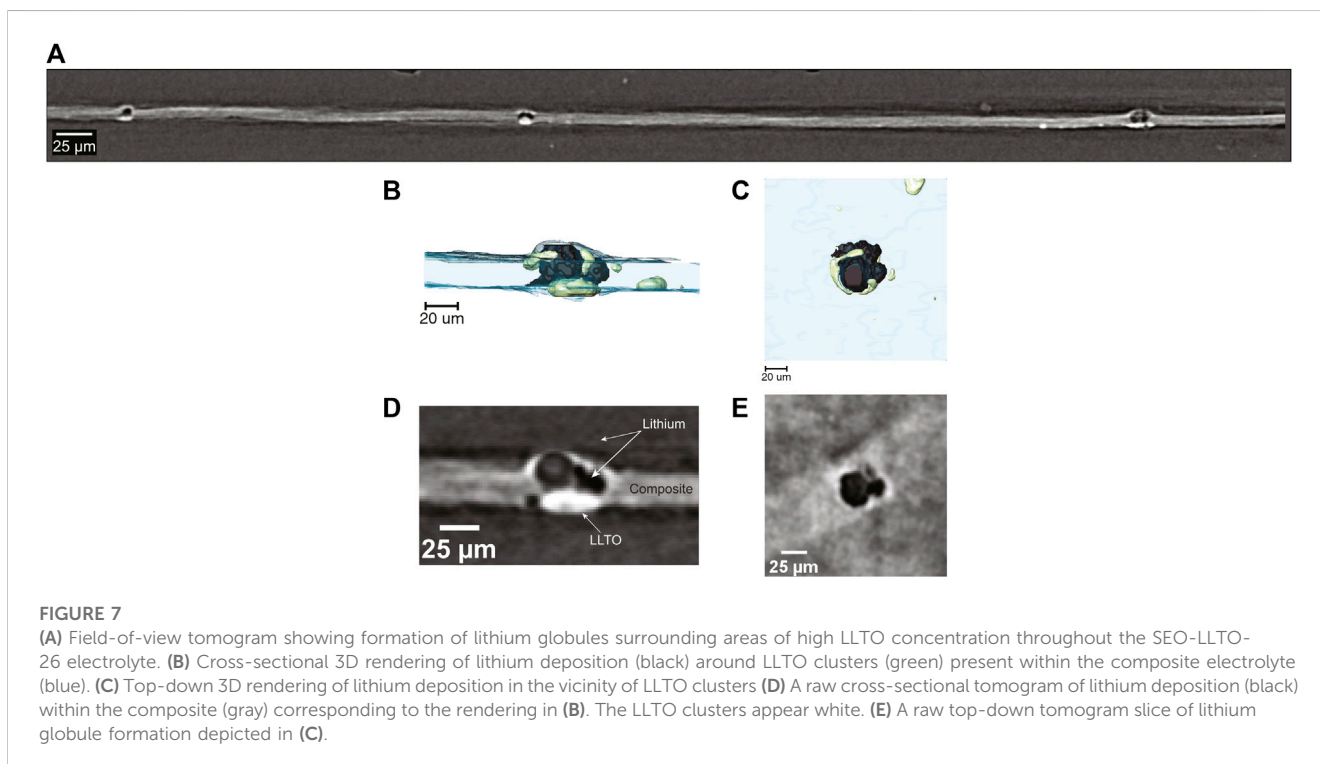 A
25 µm
B
C
20 um
20 um
D
E
Lithium
Composite
LLTO
25 µm
25 µm
FIGURE 7
(A) Field-of-view tomogram showing formation of lithium globules surrounding areas of high LLTO concentration throughout the SEO-LLTO-
26 electrolyte. (B) Cross-sectional 3D rendering of lithium deposition (black) around LLTO clusters (green) present within the composite electrolyte
(blue). (C) Top-down 3D rendering of lithium deposition in the vicinity of LLTO clusters (D) A raw cross-sectional tomogram of lithium deposition (black)
within the composite (gray) corresponding to the rendering in (B). The LLTO clusters appear white. (E) A raw top-down tomogram slice of lithium
globule formation depicted in (C).